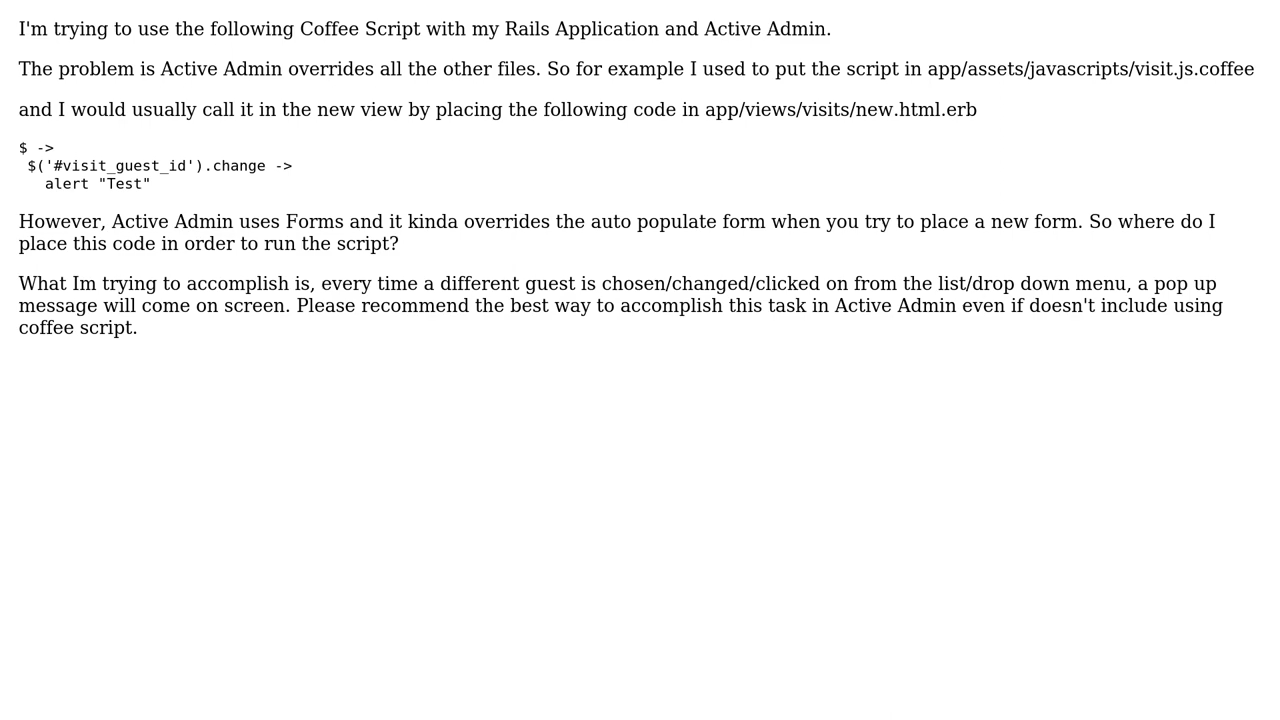 I'm trying to use the following Coffee Script with my Rails Application and Active Admin.
The problem is Active Admin overrides all the other files. So for example I used to put the script in app/assets/javascripts/visit.js.coffee
and I would usually call it in the new view by placing the following code in app/views/visits/new.html.erb
$ ->
 $('#visit_guest_id').change ->
   alert "Test"
However, Active Admin uses Forms and it kinda overrides the auto populate form when you try to place a new form. So where do I
place this code in order to run the script?
What Im trying to accomplish is, every time a different guest is chosen/changed/clicked on from the list/drop down menu, a pop up
message will come on screen. Please recommend the best way to accomplish this task in Active Admin even if doesn't include using
coffee script.